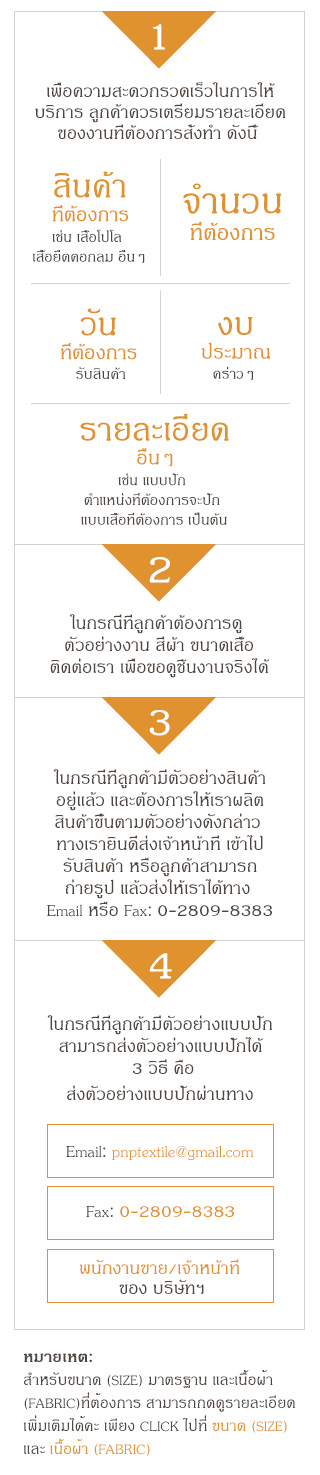 1
เพื่อความสะดวกรวดเร็วในการให้
บริการ ลูกค้าควรเตรียมรายละเอียด
ของงานที่ต้องการสั่งทำ ดังนี้
สินค้า
ที่ต้องการ
เช่น เสื้อโปโล
เสื้อยืดคอกลม อื่น ๆ
จำนวน
ที่ต้องการ
วัน
ที่ต้องการ
รับสินค้า
งบ
ประมาณ
คร่าว ๆ
รายละเอียด
อื่น ๆ
เช่น แบบปัก
ตำแหน่งที่ต้องการจะปัก
แบบเสื้อที่ต้องการ เป็นต้น
2
ในกรณีที่ลูกค้าต้องการดู
ตัวอย่างงาน สีผ้า ขนาดเสื้อ
ติดต่อเรา เพื่อขอดูชิ้นงานจริงได้
3
ในกรณีที่ลูกค้ามีตัวอย่างสินค้า
อยู่แล้ว และต้องการให้เราผลิต
สินค้าขึ้นตามตัวอย่างดังกล่าว
ทางเรายินดีส่งเจ้าหน้าที่ เข้าไป
รับสินค้า หรือลูกค้าสามารถ
ถ่ายรูป แล้วส่งให้เราได้ทาง
Email หรือ Fax: 0-2809-8383
4
ในกรณีที่ลูกค้ามีตัวอย่างแบบปัก
สามารถส่งตัวอย่างแบบปักได้
3 วิธี คือ
ส่งตัวอย่างแบบปักผ่านทาง
Email: pnptextile@gmail.com
Fax: 0-2809-8383
พนักงานขาย/เจ้าหน้าที่
ของ บริษัทฯ
หมายเหต:
สำหรับขนาด (SIZE) มาตรฐาน และเนื้อผ้า
(FABRIC)ที่ต้องการ สามารถกดดูรายละเอียด
เพิ่มเติมได้คะ เพียง CLICK ไปที่ ขนาด (SIZE)
และ เนื้อผ้า (FABRIC)